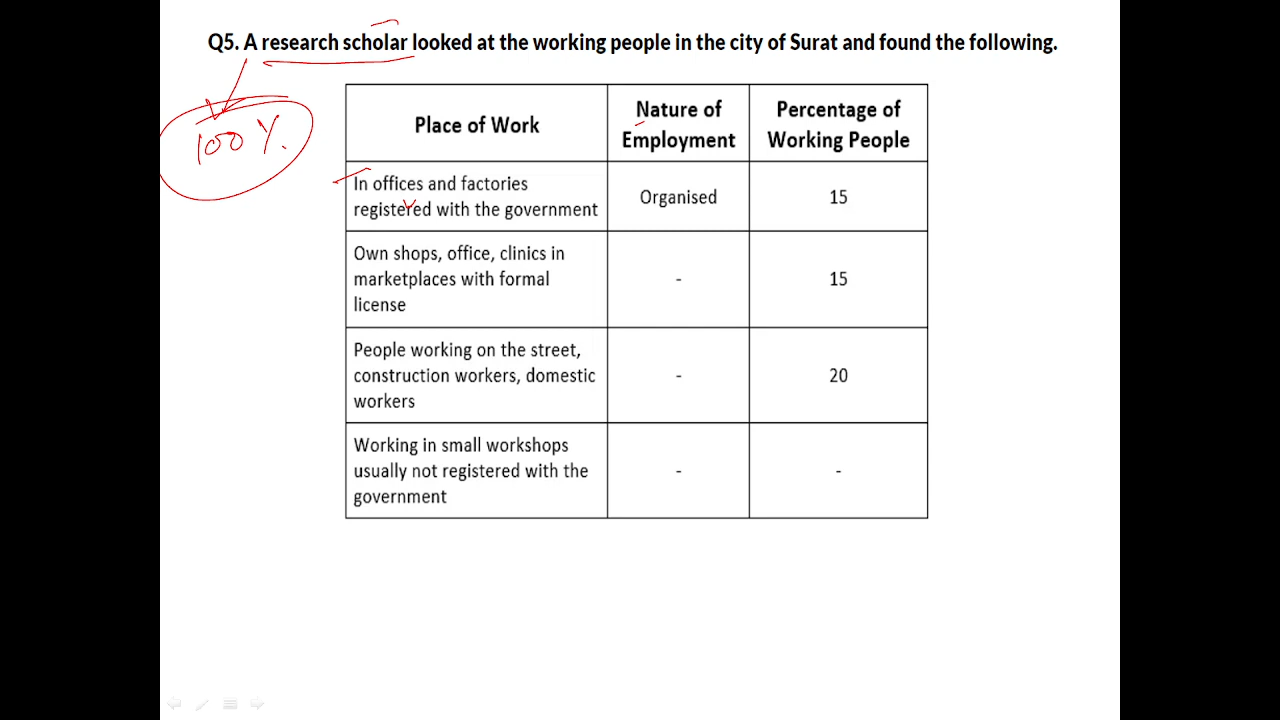 Q5. A research scholar looked at the working people in the city of Surat and found the following.
100 %.
Place of Work
Nature of
Employment
Percentage of
Working People
In offices and factories
registered with the government
Organised
15
Own shops, office, clinics in
marketplaces with formal
license
-
15
People working on the street,
construction workers, domestic
workers
-
20
Working in small workshops
usually not registered with the
government
-
-